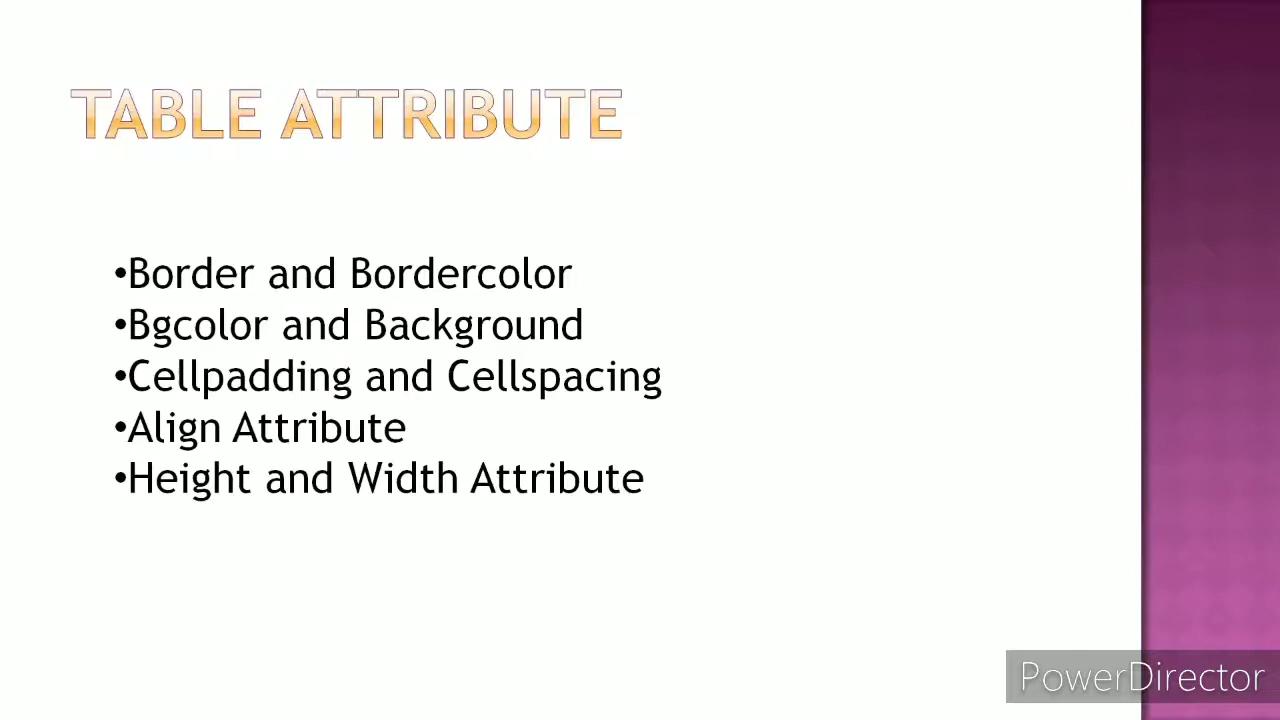 TABLE ATTRIBUTE
•Border and Bordercolor
•Bgcolor and Background
•Cellpadding and Cellspacing
•Align Attribute
•Height and Width Attribute
PowerDirector